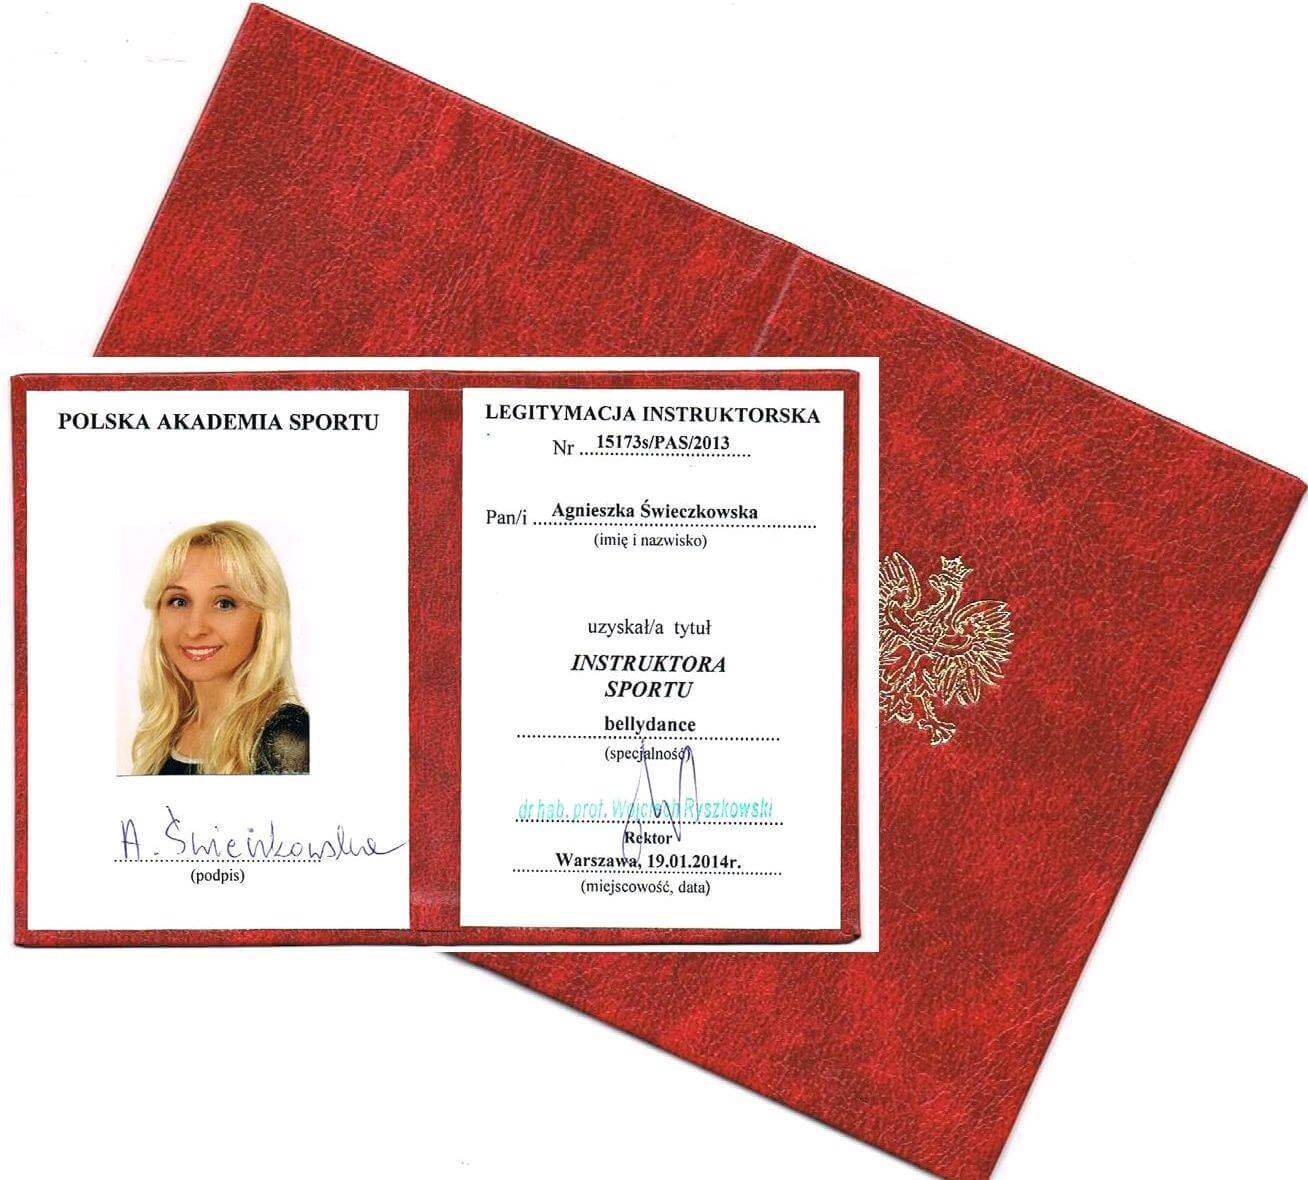 POLSKA AKADEMIA SPORTU
A. Świeczkowska
(podpis)
LEGITYMACJA INSTRUKTORSKA
Nr 15173s/PAS/2013
Pan/i Agnieszka Świeczkowska
(imię i nazwisko)
uzyskał/a tytuł
INSTRUKTORA
SPORTU
bellydance
(specjalność)
dr hab. prof. Wojciech Ryszkowski
Rektor
Warszawa, 19.01.2014r.
(miejscowość, data)